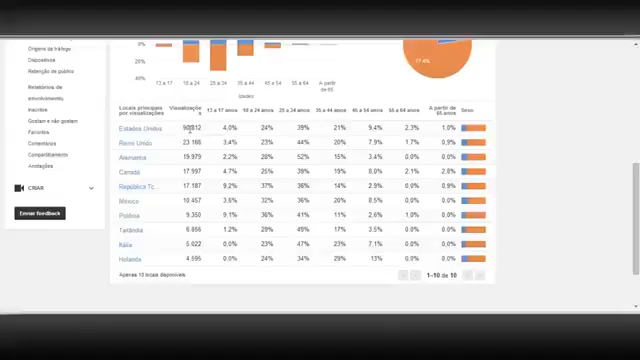 Origens da tráfego
Dispositivos
Retenção de público
Relatórios de
envolvimento
Inscritos
Gostam e não gostam
Favoritos
Comentários
Compartilhamento
Anotações
CRIAR
Enviar feedback
0%
20%
40%
13 a 17 18 a 24 25 a 34 35 a 44 45 a 54 55 a 64 A partir de 65
Idades
77.4%
Locais principais por visualizações Visualizações 13 a 17 anos 18 a 24 anos 25 a 34 anos 35 a 44 anos 45 a 54 anos 55 a 64 anos A partir de 65 anos Sexo
Estados Unidos 4,0% 24% 39% 21% 9,4% 2,3% 1,0%
Reino Unido 23.166 3,4% 23% 44% 20% 7,9% 1,7% 0,9%
Alemanha 19.979 2,2% 28% 52% 15% 3,4% 0,0% 0,0%
Canadá 17.997 4,7% 25% 39% 19% 8,0% 2,1% 2,8%
República Tc... 17.187 9,2% 37% 36% 14% 2,9% 0,0% 0,9%
México 10.457 3,6% 32% 36% 20% 8,5% 0,0% 0,0%
Polônia 9.350 9,1% 36% 41% 11% 2,6% 1,0% 0,0%
Tailândia 6.856 1,2% 29% 49% 17% 3,5% 0,0% 0,0%
Itália 5.022 0,0% 23% 47% 23% 7,1% 0,0% 0,0%
Holanda 4.595 0,0% 24% 34% 29% 13% 0,0% 0,0%
Apenas 10 locais disponíveis 1–10 de 10